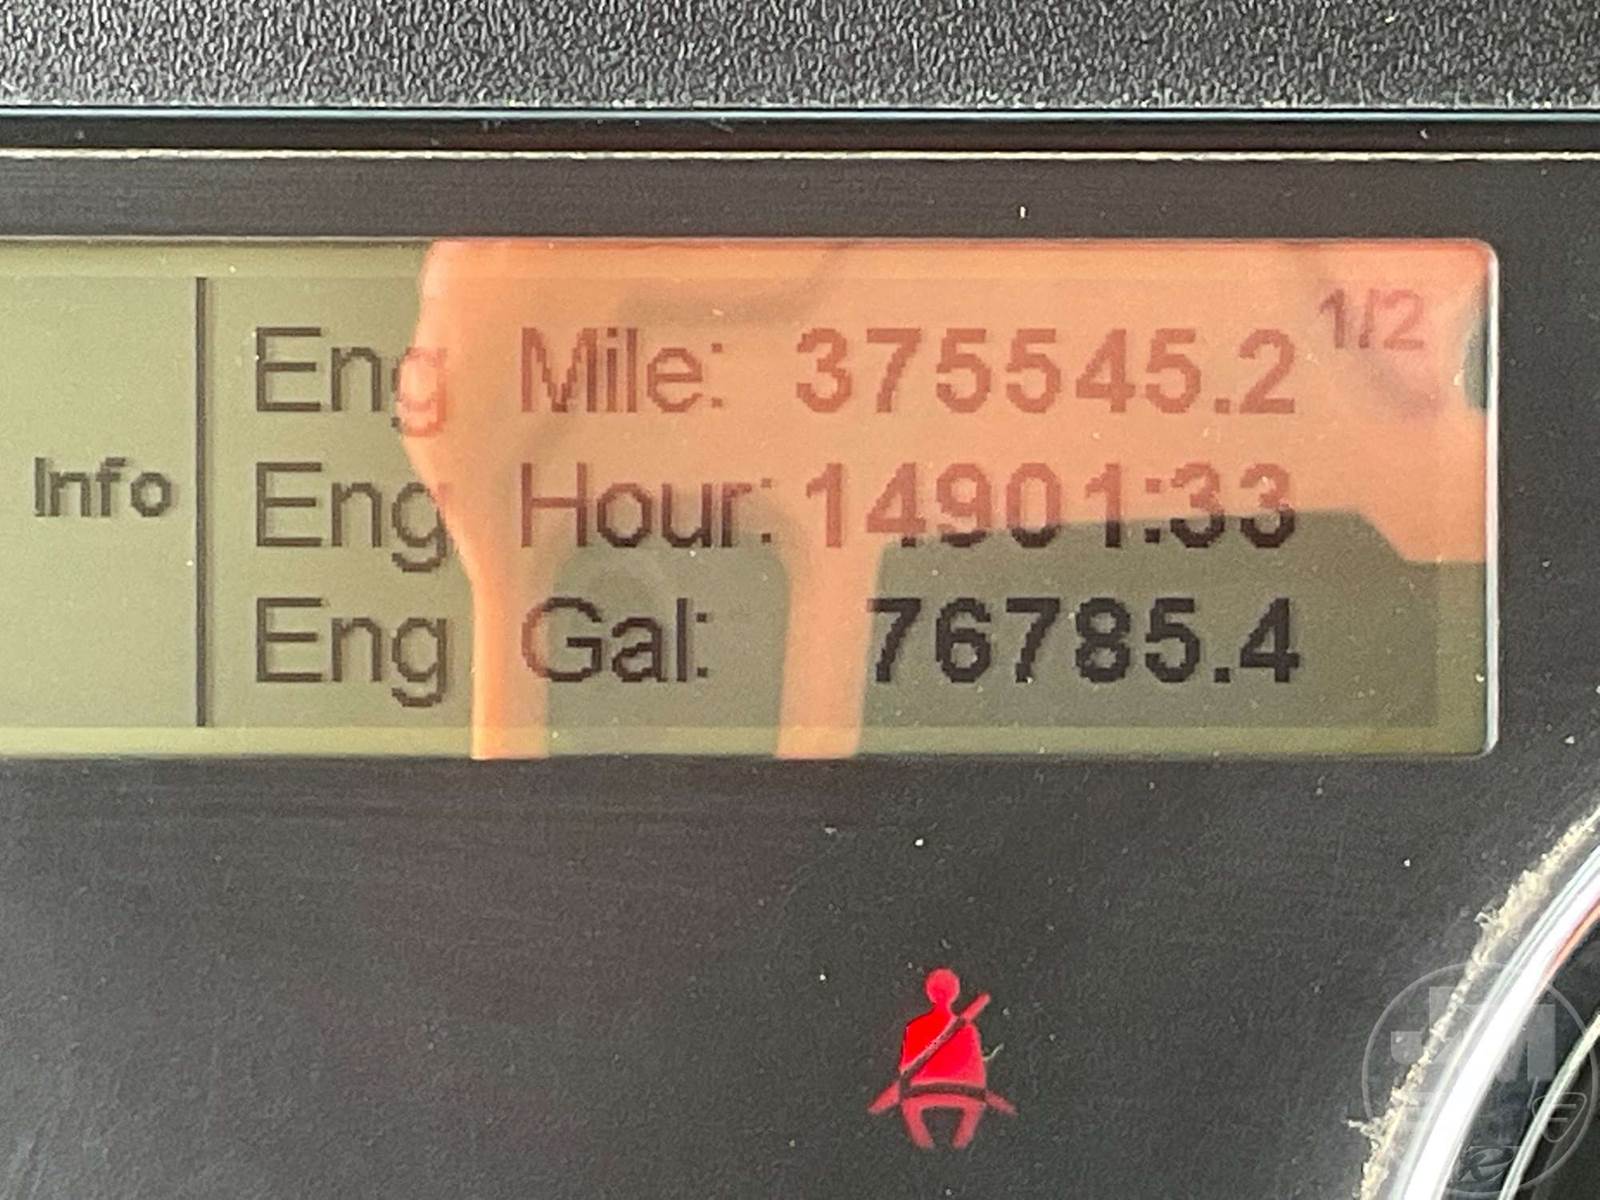 1/2
Eng Mile: 375545.2
Info
Eng Hour: 14901:33
Eng Gal: 76785.4